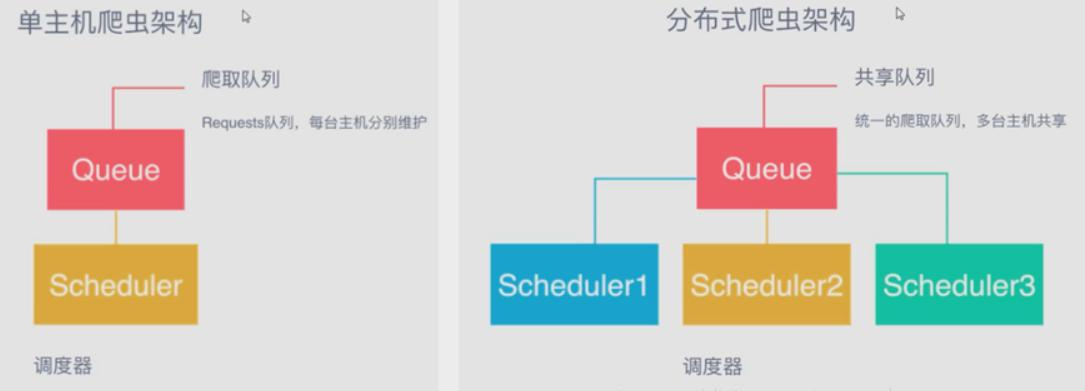 单主机爬虫架构
爬取队列
Requests队列，每台主机分别维护
Queue
Scheduler
调度器
分布式爬虫架构
共享队列
统一的爬取队列，多台主机共享
Queue
Scheduler1
Scheduler2
Scheduler3
调度器